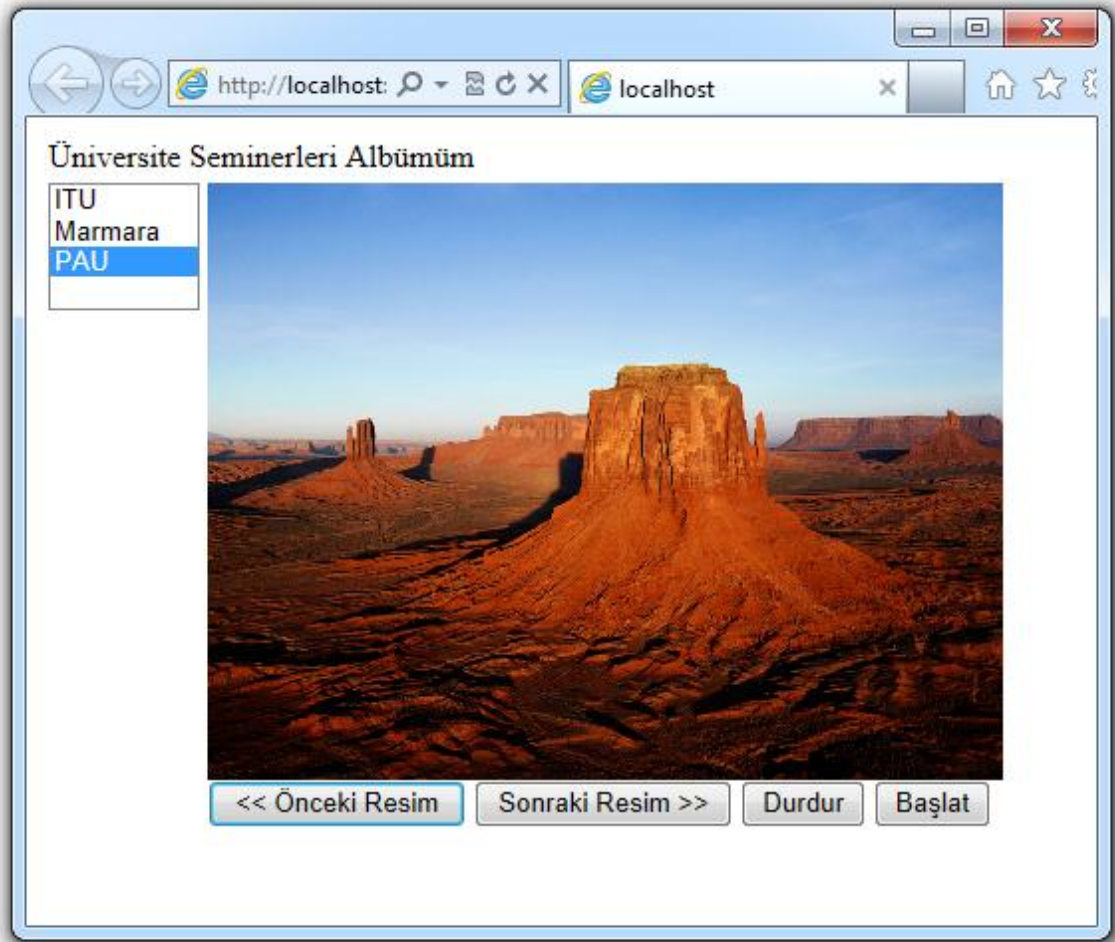 http://localhost:
localhost
Üniversite Seminerleri Albümüm
ITU
Marmara
PAU
<< Önceki Resim
Sonraki Resim >>
Durdur
Başlat